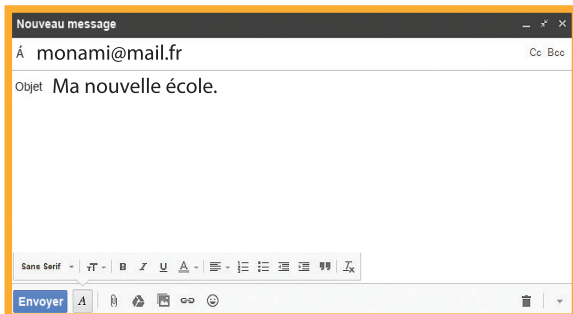 Nouveau message
Á monami@mail.fr Cc Bcc
Objet Ma nouvelle école.
Sans Serif B I U A
Envoyer A